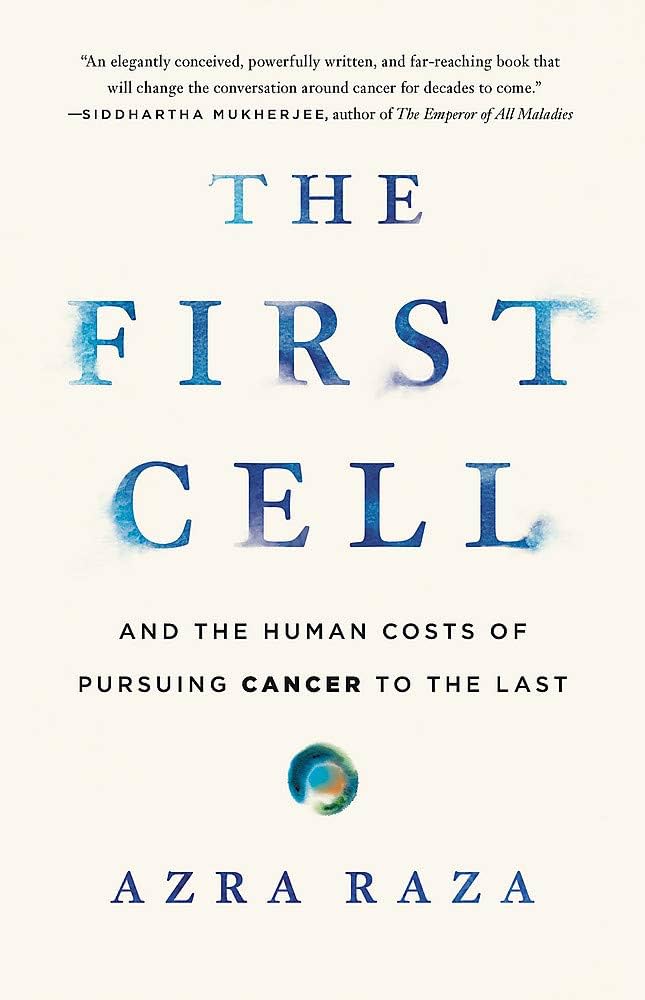 “An elegantly conceived, powerfully written, and far-reaching book that
will change the conversation around cancer for decades to come.”
—SIDDHARTHA MUKHERJEE, author of The Emperor of All Maladies
THE
FIRST
CELL
AND THE HUMAN COSTS OF
PURSUING CANCER TO THE LAST
AZRA RAZA